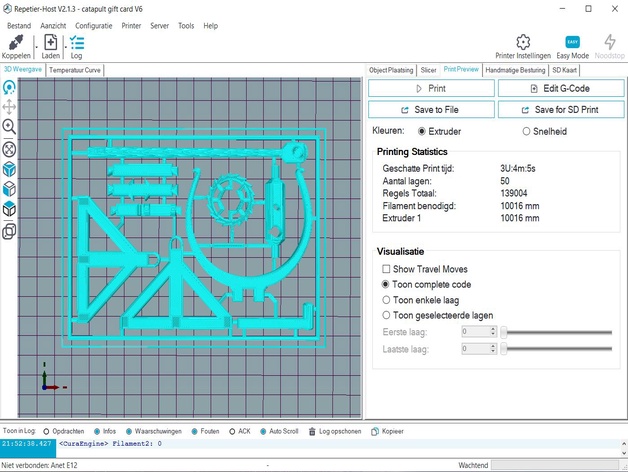 Repetier-Host V2.1.3 - catapult gift card V6
Bestand Aanzicht Configuratie Printer Server Tools Help
Koppelen Laden Log Printer Instellingen EASY Easy Mode Noodstop
3D Weergave Temperatuur Curve
Object Plaatsing Slicer Print Preview Handmatige Besturing SD Kaart
Print Edit G-Code
Save to File Save for SD Print
Kleuren: Extruder Snelheid
Printing Statistics
Geschatte Print tijd: 3U:4m:5s
Aantal lagen: 50
Regels Totaal: 139004
Filament benodigd: 10016 mm
Extruder 1 10016 mm
Visualisatie
Show Travel Moves
Toon complete code
Toon enkele laag
Toon geselecteerde lagen
Eerste laag: 0
Laatste laag: 0
Toon in Log: Opdrachten Infos Waarschuwingen Fouten ACK Auto Scroll Log opschonen Kopieer
21:52:38.427 <CuraEngine> Filament2: 0
Niet verbonden: Anet E12 - Wachtend